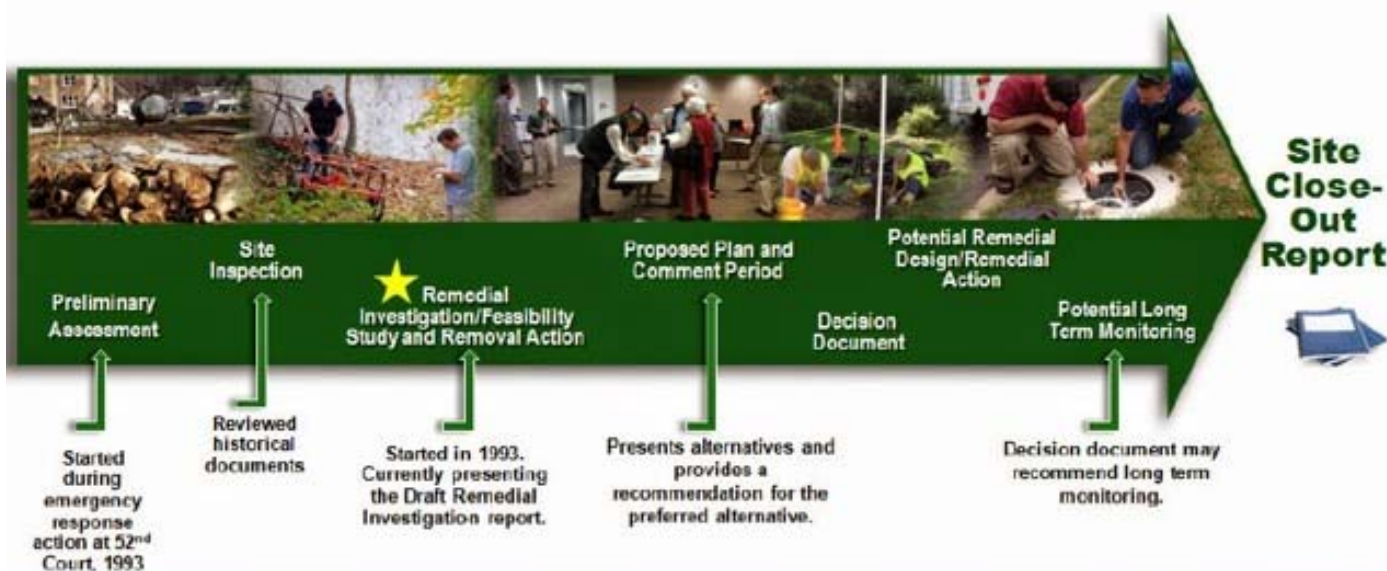 Preliminary
Assessment
Site
Inspection
Remedial
Investigation/Feasibility
Study and Removal Action
Proposed Plan and
Comment Period
Decision
Document
Potential Remedial
Design/Remedial
Action
Potential Long
Term Monitoring
Site
Close-
Out
Report
Started
during
emergency
response
action at 52nd
Court, 1993
Reviewed
historical
documents
Started in 1993.
Currently presenting
the Draft Remedial
Investigation report.
Presents alternatives and
provides a
recommendation for the
preferred alternative.
Decision document may
recommend long term
monitoring.